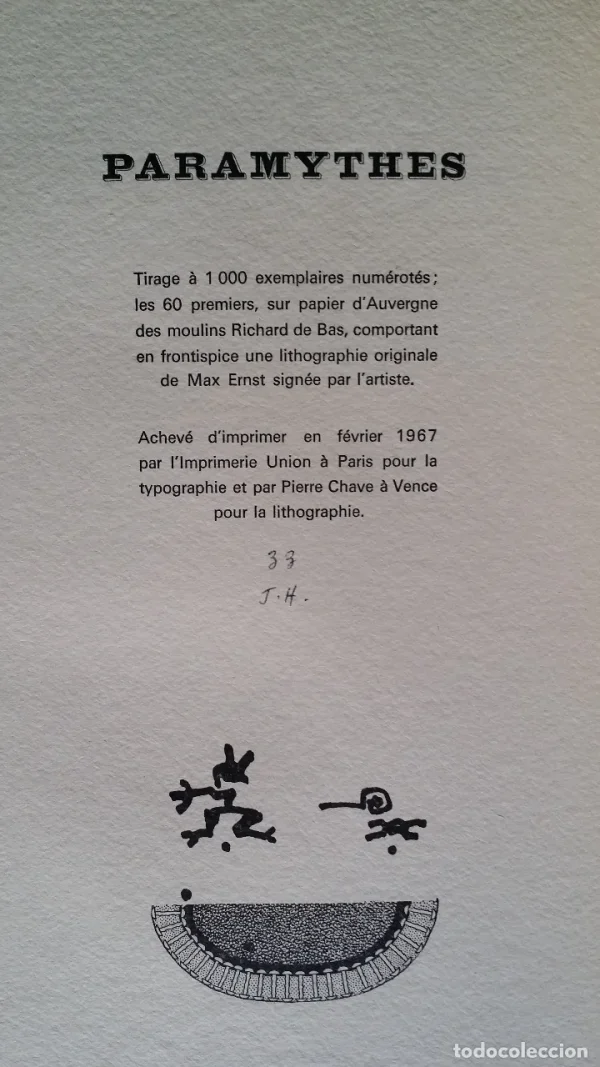 PARAMYTHES
Tirage à 1 000 exemplaires numérotés ;
les 60 premiers, sur papier d'Auvergne
des moulins Richard de Bas, comportant
en frontispice une lithographie originale
de Max Ernst signée par l'artiste.
Achevé d'imprimer en février 1967
par l'Imprimerie Union à Paris pour la
typographie et par Pierre Chave à Vence
pour la lithographie.
33
J.H.
todocoleccion